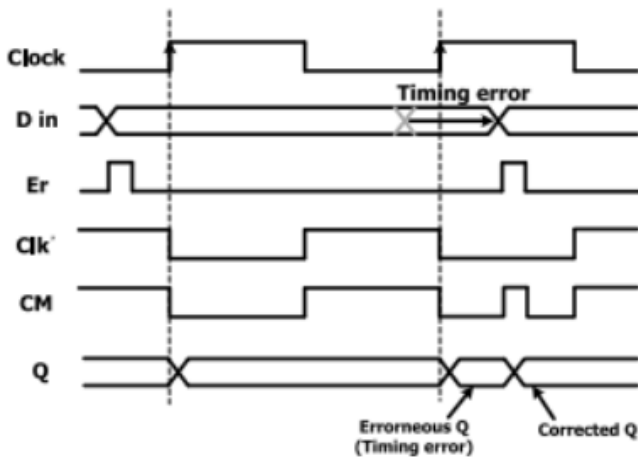 Clock
Timing error
D in
Er
Clk'
CM
Q
Errorneous Q
(Timing error)
Corrected Q